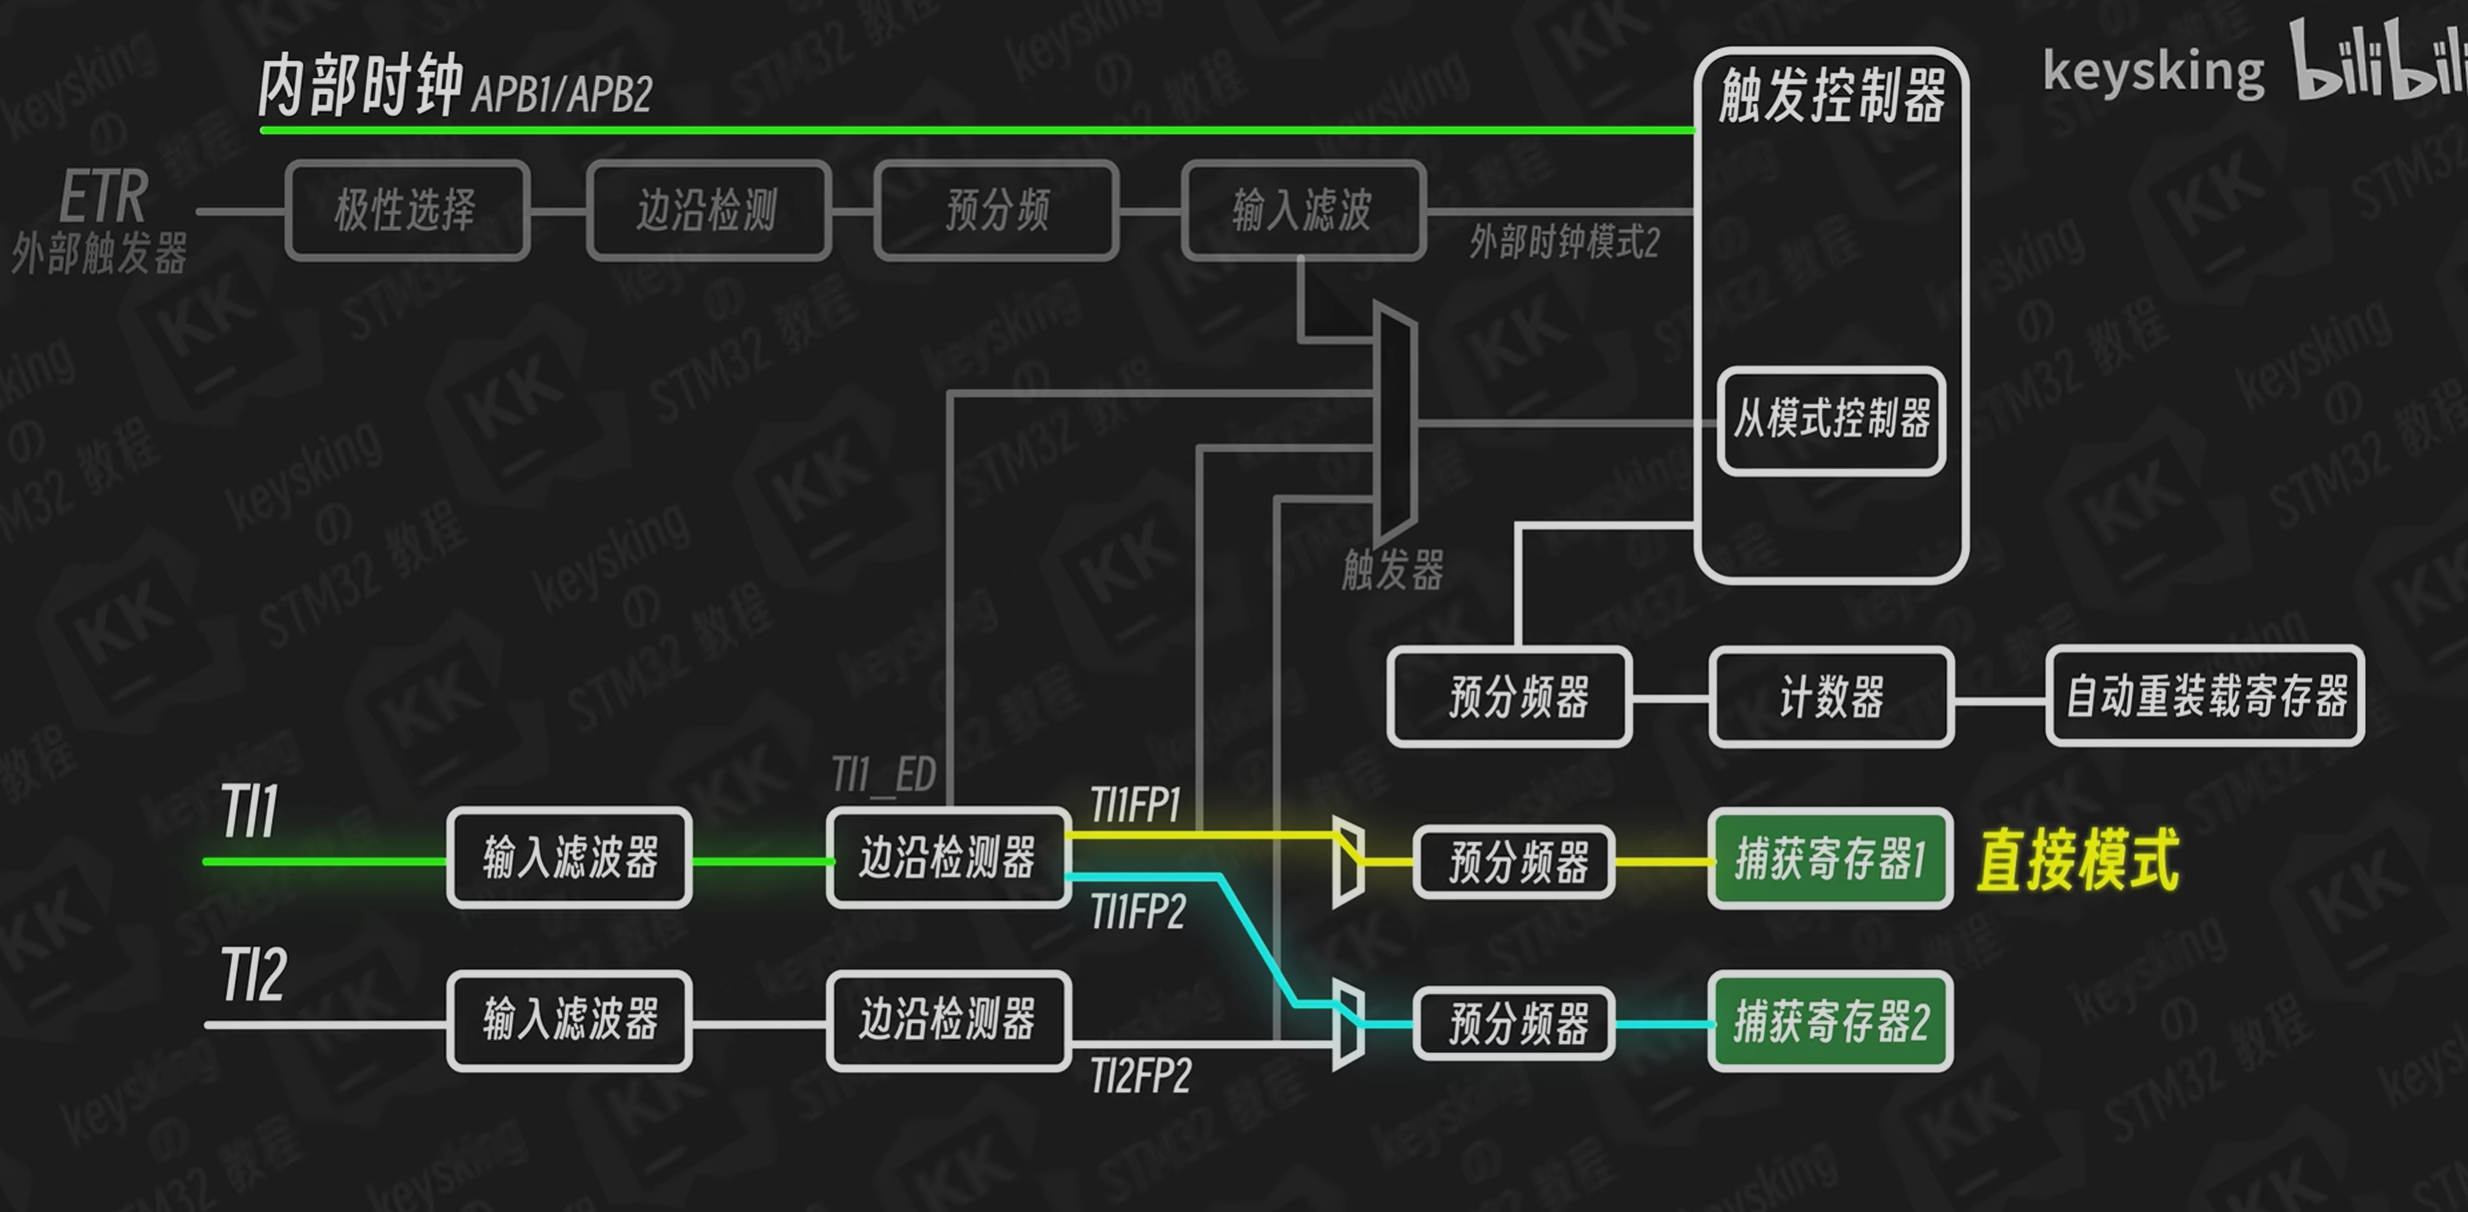 keysking bilibili
内部时钟 APB1/APB2
触发控制器
ETR
外部触发器
极性选择
边沿检测
预分频
输入滤波
外部时钟模式2
从模式控制器
触发器
预分频器
计数器
自动重装载寄存器
TI1_ED
TI1
输入滤波器
边沿检测器
TI1FP1
TI1FP2
预分频器
捕获寄存器1
直接模式
TI2
输入滤波器
边沿检测器
TI2FP2
预分频器
捕获寄存器2
keysking
の
STM32 教程
KK